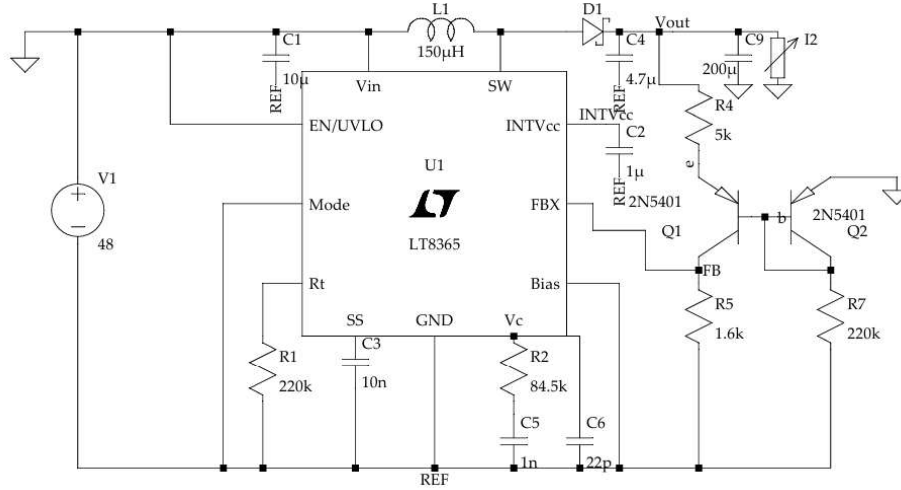 L1
150µH
D1
Vout
C1
10µ
REF
C4
4.7µ
REF
C9
200µ
I2
Vin
SW
R4
5k
EN/UVLO
INTVcc
INTVcc
C2
1µ
REF
e
U1
V1
48
Mode
LT8365
FBX
2N5401
Q1
b
2N5401
Q2
FB
Rt
Bias
R5
1.6k
R7
220k
SS
GND
Vc
C3
10n
R1
220k
R2
84.5k
C5
1n
C6
22p
REF